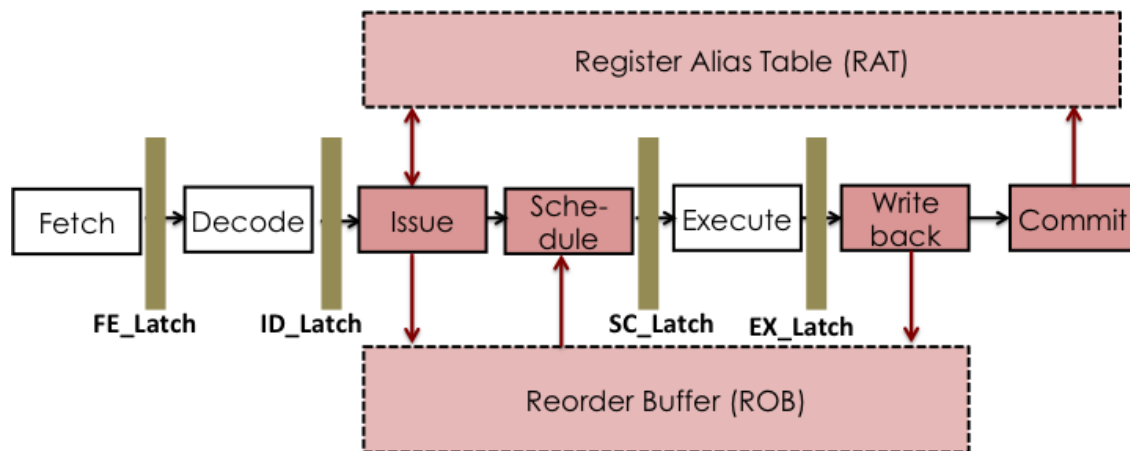 Register Alias Table (RAT)
Fetch
Decode
Issue
Sche-
dule
Execute
Write
back
Commit
FE_Latch
ID_Latch
SC_Latch
EX_Latch
Reorder Buffer (ROB)